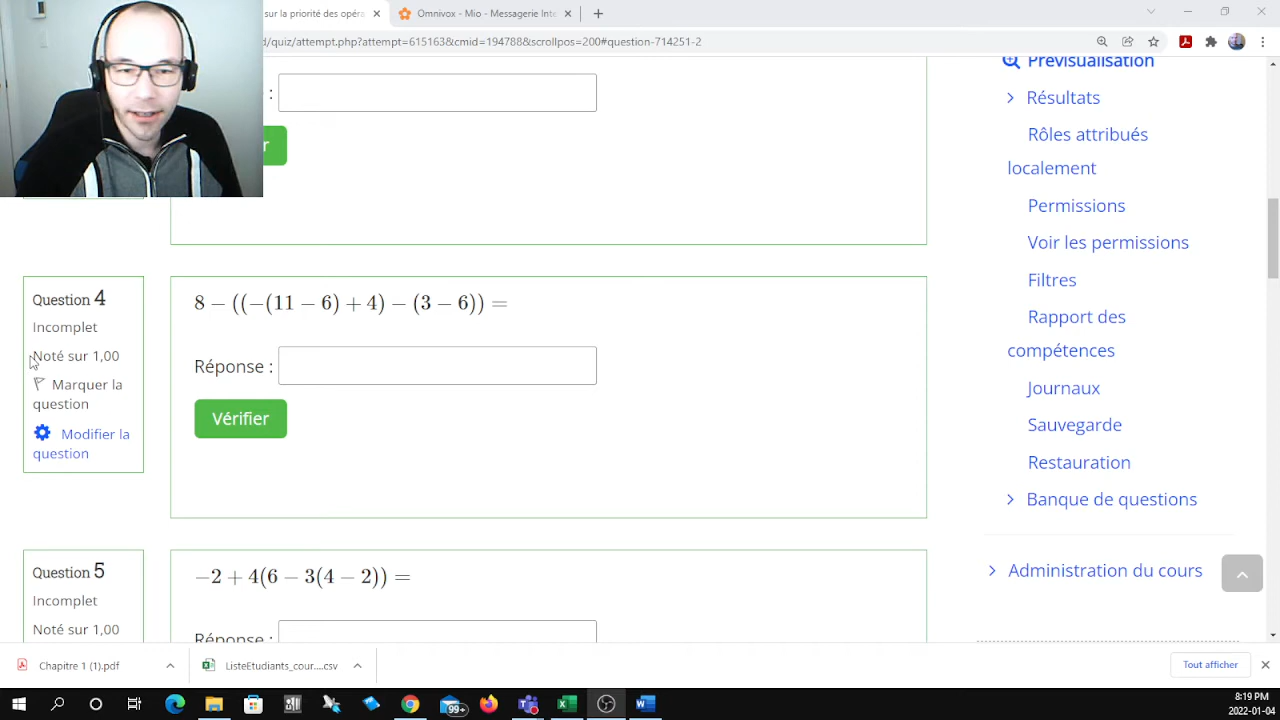 sur la priorité des opéra
Omnivox - Mio - Messagerie Inte
d/quiz/attempt.php?attempt=615163&cmid=194788&scrollpos=200#question-714251-2
Prévisualisation
:
Résultats
r
Rôles attribués
localement
Permissions
Voir les permissions
Filtres
Question 4
8 − ((−(11 − 6) + 4) − (3 − 6)) =
Incomplet
Rapport des
compétences
Noté sur 1,00
Réponse :
Marquer la
question
Journaux
Vérifier
Sauvegarde
Modifier la
question
Restauration
Banque de questions
Question 5
−2 + 4(6 − 3(4 − 2)) =
Administration du cours
Incomplet
Noté sur 1,00
Réponse :
Chapitre 1 (1).pdf
ListeEtudiants_cour....csv
Tout afficher
99+
8:19 PM
2022-01-04